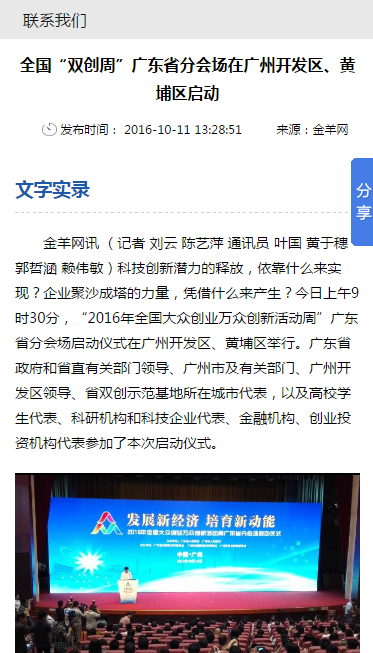 联系我们
全国“双创周”广东省分会场在广州开发区、黄
埔区启动
发布时间： 2016-10-11 13:28:51 来源：金羊网
分
享
文字实录
金羊网讯 （ 记者 刘云 陈艺萍 通讯员 叶国 黄于穗
郭哲涵 赖伟敏 ）科技创新潜力的释放，依靠什么来实
现？企业聚沙成塔的力量，凭借什么来产生？今日上午9
时30分，“2016年全国大众创业万众创新活动周”广东
省分会场启动仪式在广州开发区、黄埔区举行。广东省
政府和省直有关部门领导、广州市及有关部门、广州开
发区领导、省双创示范基地所在城市代表，以及高校学
生代表、科研机构和科技企业代表、金融机构、创业投
资机构代表参加了本次启动仪式。
发展新经济 培育新动能
2016年全国大众创业万众创新活动周广东省分会场启动仪式
中国·广州